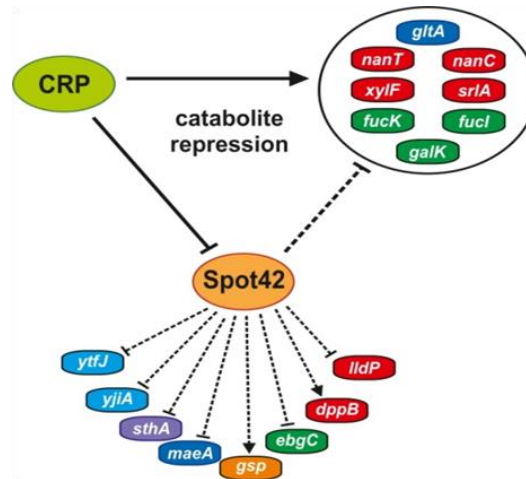 gltA
nanT nanC
CRP
xylF srlA
catabolite
repression
fucK fucI
galK
Spot42
ytfJ
lldP
yjiA
dppB
sthA
ebgC
maeA
gsp